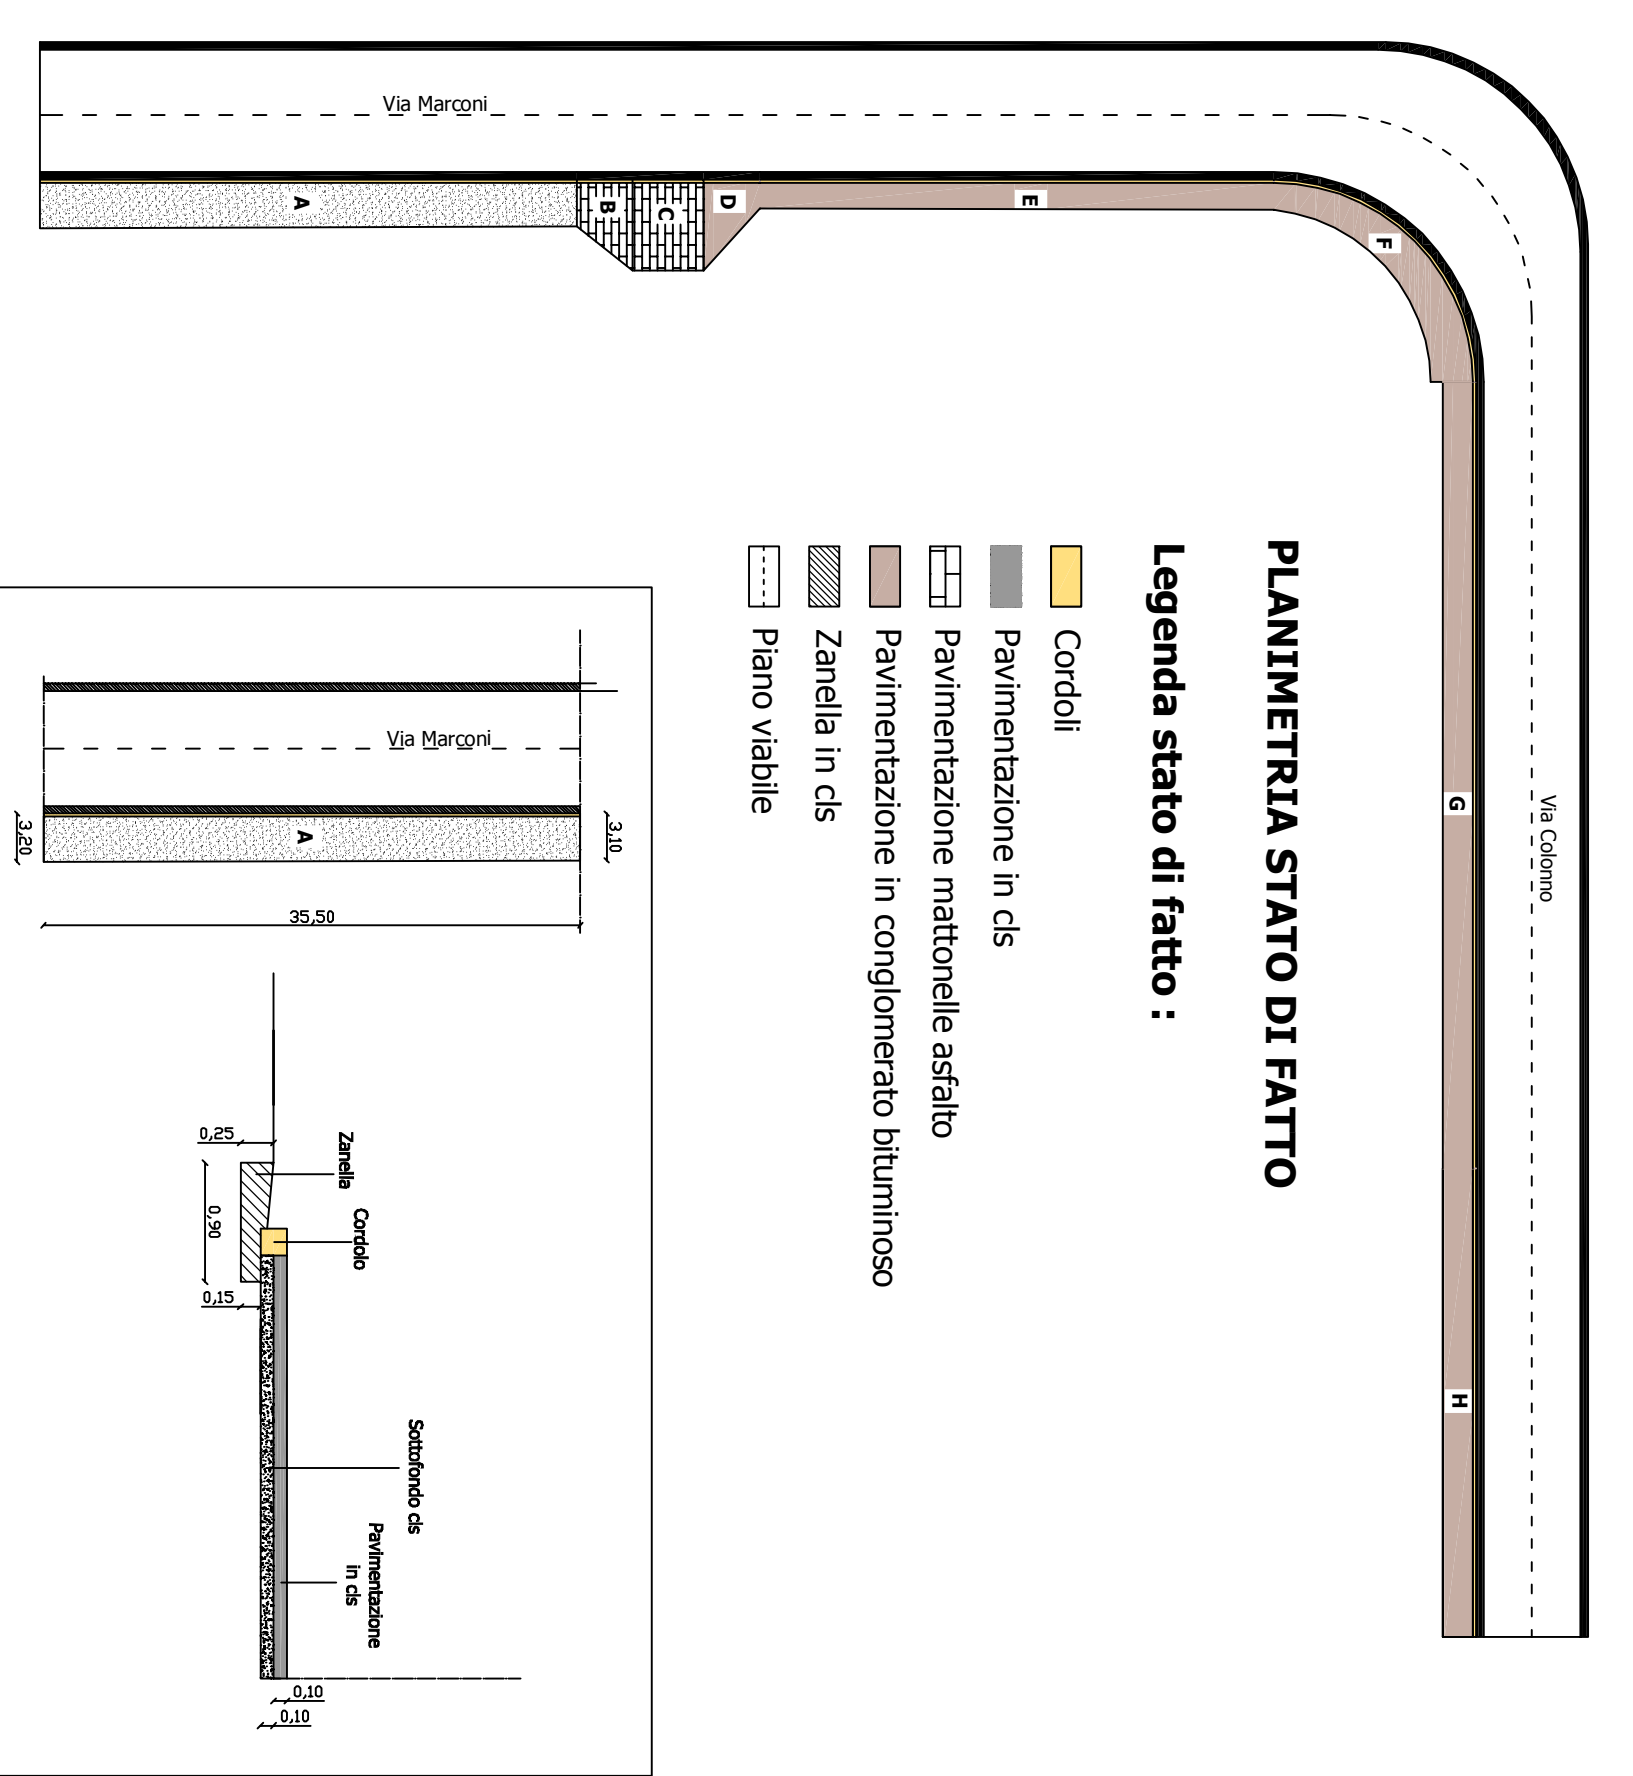 Via Marconi
A
B
C
D
E
F
G
H
Via Colonno
PLANIMETRIA STATO DI FATTO
Legenda stato di fatto :
Cordoli
Pavimentazione in cls
Pavimentazione mattonelle asfalto
Pavimentazione in conglomerato bituminoso
Zanella in cls
Piano viabile
Via Marconi
A
3,10
3,20
35,50
Zanella
Cordolo
Sottofondo cls
Pavimentazione
in cls
0,25
0,90
0,15
0,10
0,10